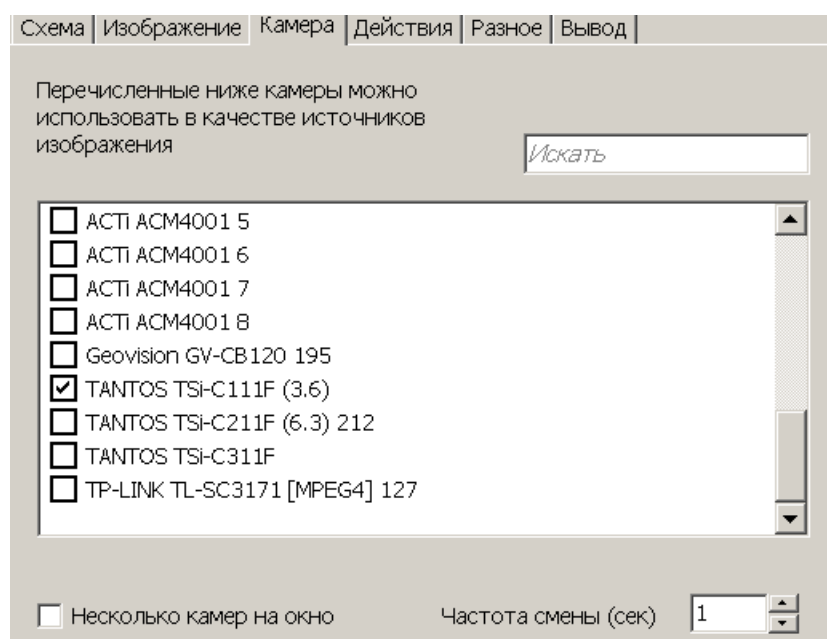 Схема Изображение Камера Действия Разное Вывод
Перечисленные ниже камеры можно
использовать в качестве источников
изображения
Искать
ACTi ACM4001 5
ACTi ACM4001 6
ACTi ACM4001 7
ACTi ACM4001 8
Geovision GV-CB120 195
TANTOS TSi-C111F (3.6)
TANTOS TSi-C211F (6.3) 212
TANTOS TSi-C311F
TP-LINK TL-SC3171 [MPEG4] 127
Несколько камер на окно Частота смены (сек) 1